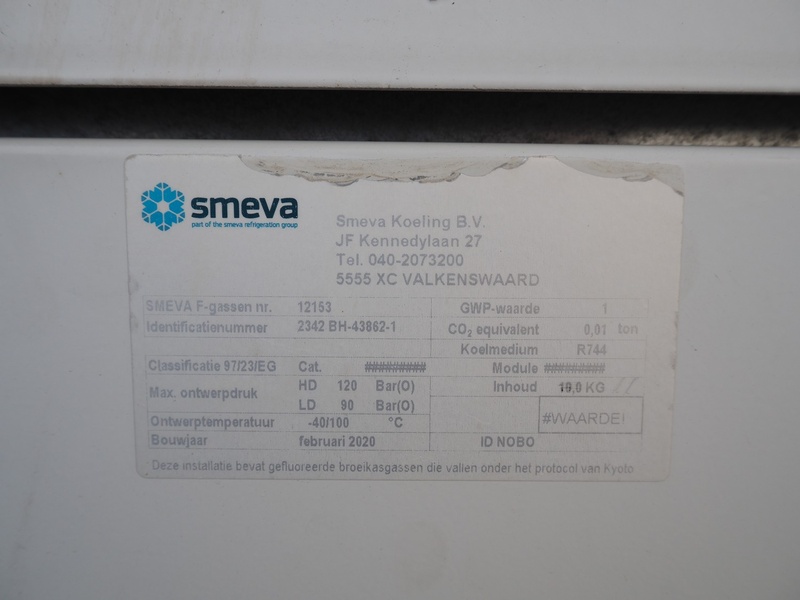 smeva
part of the smeva refrigeration group
Smeva Koeling B.V.
JF Kennedylaan 27
Tel. 040-2073200
5555 XC VALKENSWAARD
SMEVA F-gassen nr. 12153 GWP-waarde 1
Identificatienummer 2342 BH-43862-1 CO₂ equivalent 0,01 ton
Koelmedium R744
Classificatie 97/23/EG Cat. ######### Module #########
Max. ontwerpdruk HD 120 Bar(O) Inhoud KG
LD 90 Bar(O) #WAARDE!
Ontwerptemperatuur -40/100 °C
Bouwjaar februari 2020 ID NOBO
Deze installatie bevat gefluoreerde broeikasgassen die vallen onder het protocol van Kyoto